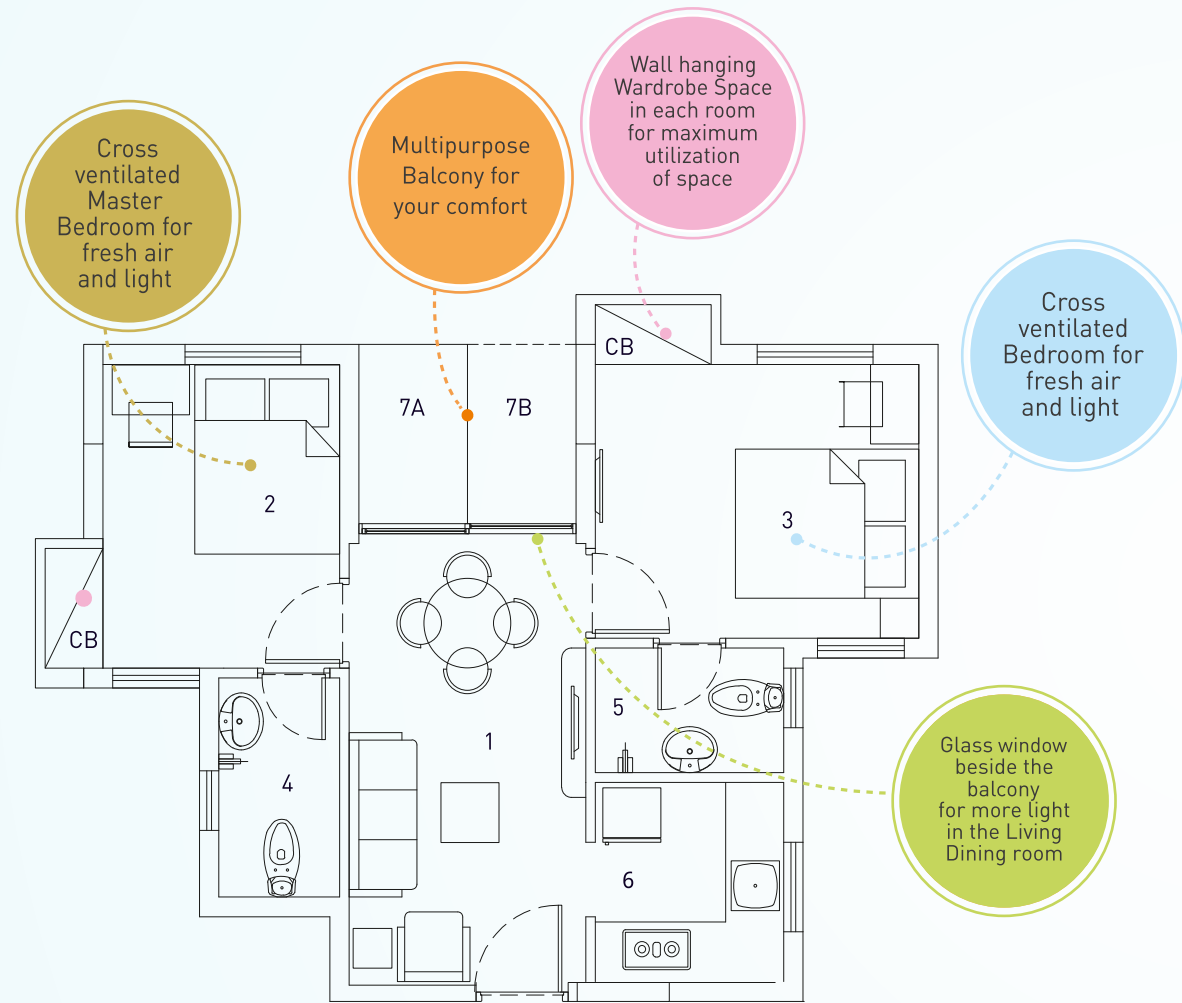 Wall hanging
Wardrobe Space
in each room
for maximum
utilization
of space
Cross
ventilated
Master
Bedroom for
fresh air
and light
Multipurpose
Balcony for
your comfort
Cross
ventilated
Bedroom for
fresh air
and light
CB
7A
7B
2
3
CB
5
1
4
6
Glass window
beside the
balcony
for more light
in the Living
Dining room